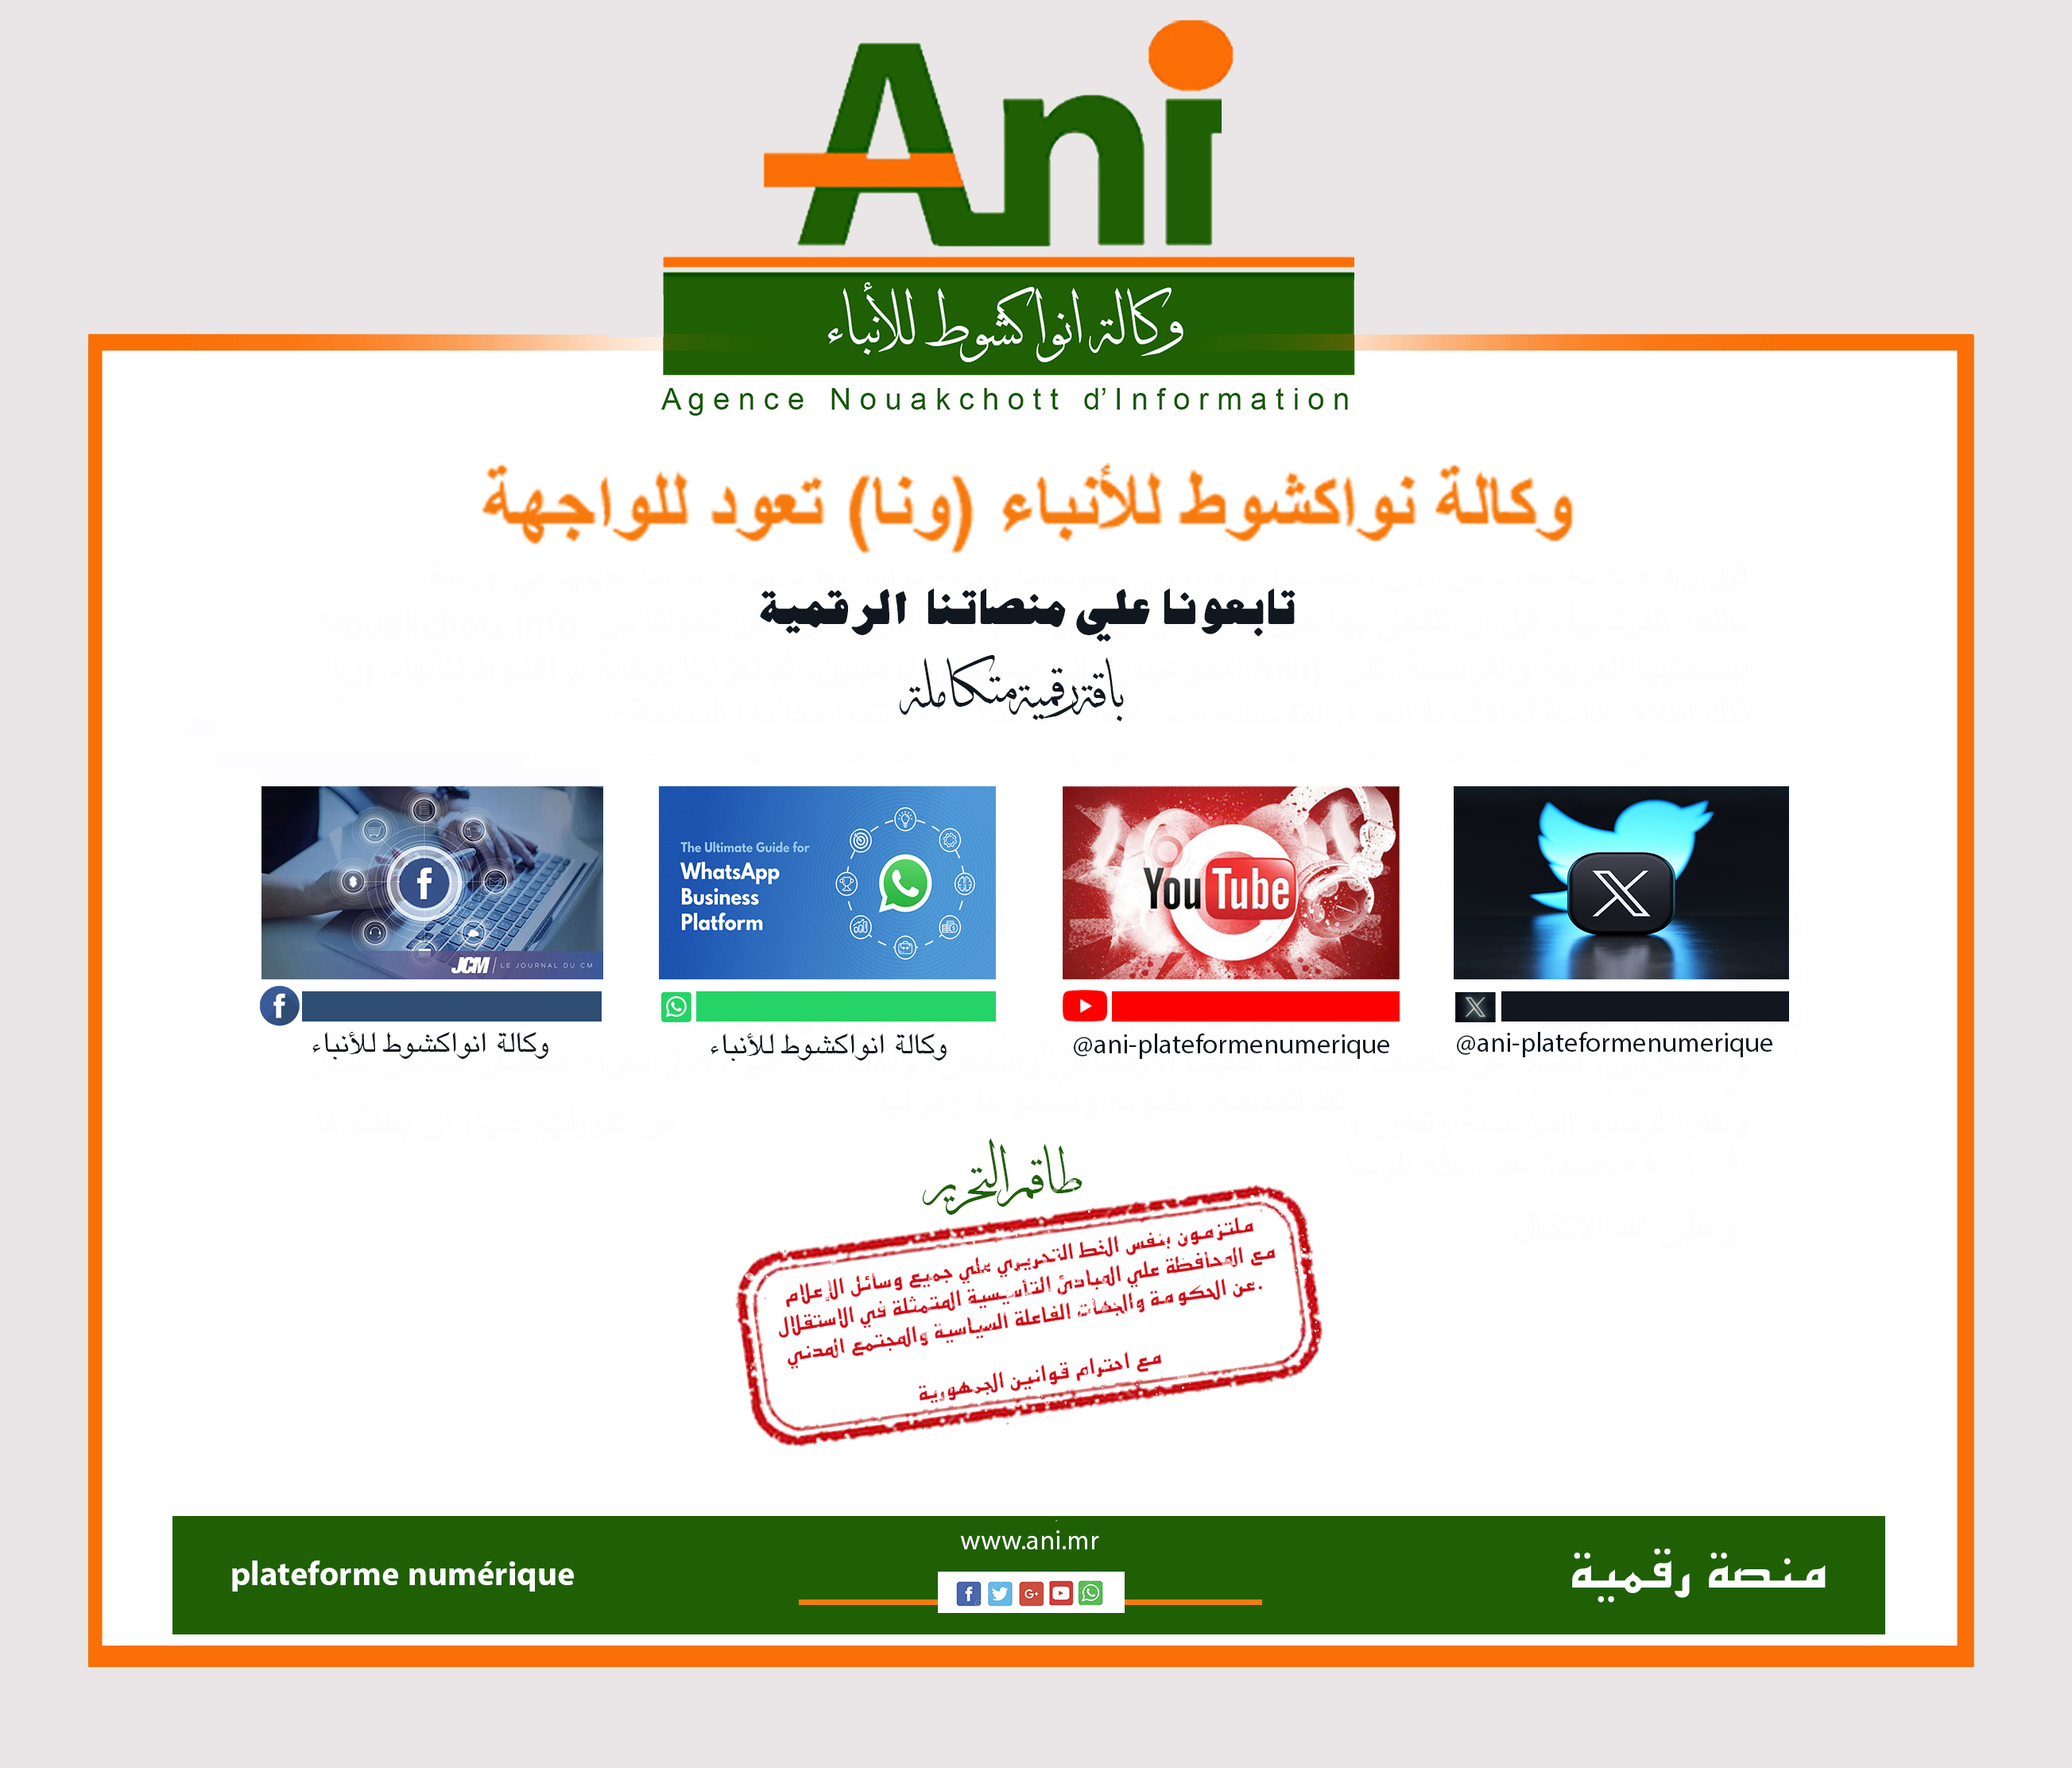 Ani
وكالة انواكشوط للأنباء
Agence Nouakchott d'Information
وكالة نواكشوط للأنباء (ونا) تعود للواجهة
تابعونا علي منصاتنا الرقمية
باقة رقمية متكاملة
JCM | LE JOURNAL DU CM
The Ultimate Guide for
WhatsApp
Business
Platform
YouTube
وكالة انواكشوط للأنباء
وكالة انواكشوط للأنباء
@ani-plateformenumerique
@ani-plateformenumerique
طاقم التحرير
ملتزمون بنفس الخط التحريري علي جميع وسائل الإعلام
مع المحافظة علي المبادئ التأسيسية المتمثلة في الاستقلال
عن الحكومة والجهات الفاعلة السياسية والمجتمع المدني.
مع احترام قوانين الجمهورية
plateforme numérique
www.ani.mr
منصة رقمية